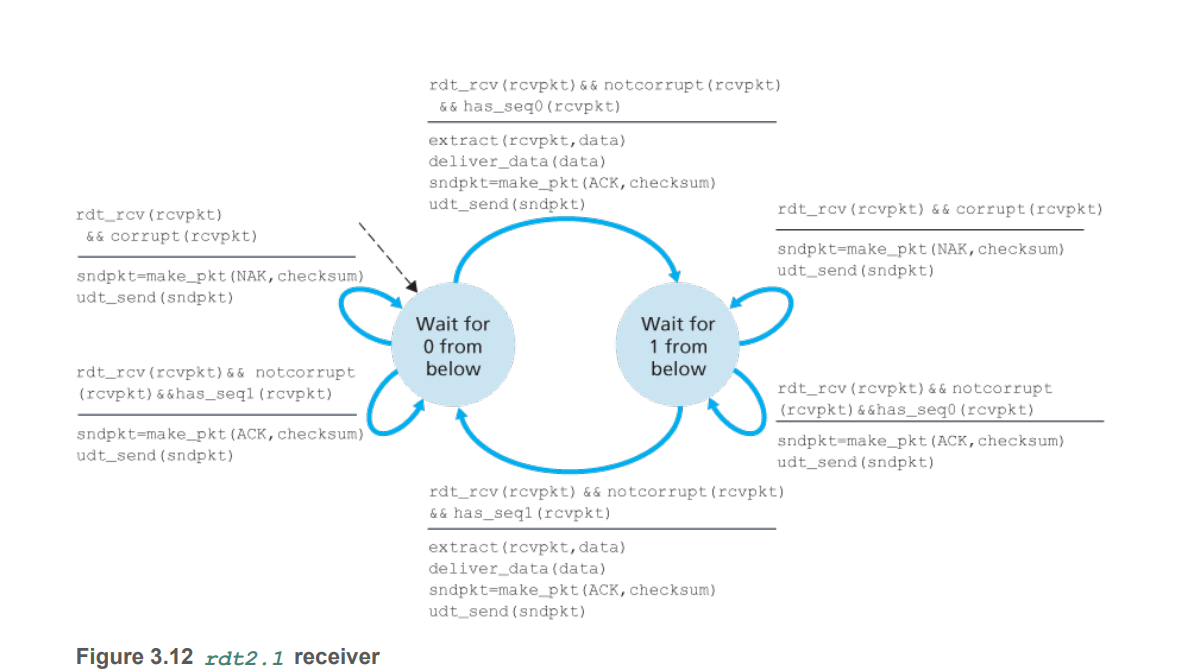 rdt_rcv(rcvpkt)&& notcorrupt(rcvpkt)
&& has_seq0(rcvpkt)
extract(rcvpkt,data)
deliver_data(data)
sndpkt=make_pkt(ACK,checksum)
udt_send(sndpkt)
rdt_rcv(rcvpkt)
&& corrupt(rcvpkt)
sndpkt=make_pkt(NAK,checksum)
udt_send(sndpkt)
rdt_rcv(rcvpkt) && corrupt(rcvpkt)
sndpkt=make_pkt(NAK,checksum)
udt_send(sndpkt)
Wait for
0 from
below
Wait for
1 from
below
rdt_rcv(rcvpkt)&& notcorrupt
(rcvpkt)&&has_seq1(rcvpkt)
sndpkt=make_pkt(ACK,checksum)
udt_send(sndpkt)
rdt_rcv(rcvpkt)&& notcorrupt
(rcvpkt)&&has_seq0(rcvpkt)
sndpkt=make_pkt(ACK,checksum)
udt_send(sndpkt)
rdt_rcv(rcvpkt) && notcorrupt(rcvpkt)
&& has_seq1(rcvpkt)
extract(rcvpkt,data)
deliver_data(data)
sndpkt=make_pkt(ACK,checksum)
udt_send(sndpkt)
Figure 3.12 rdt2.1 receiver